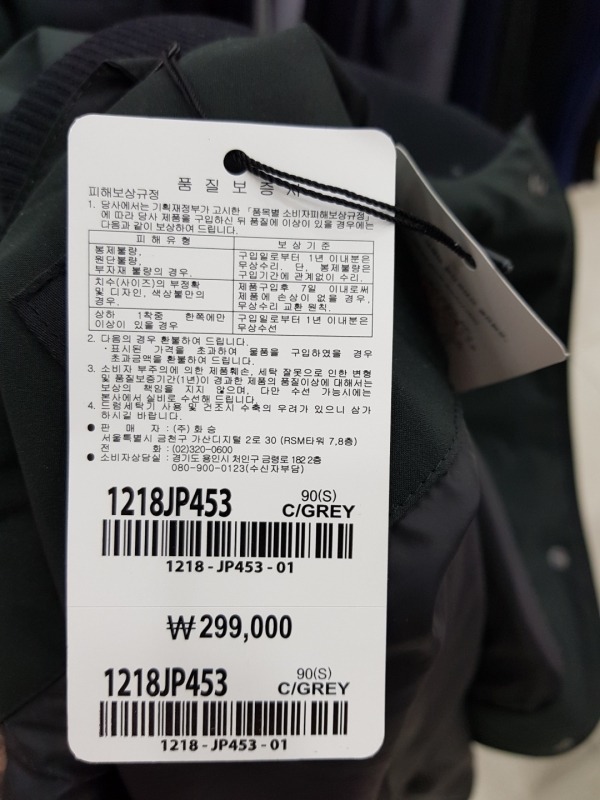 품 질 보 증 서
피해보상규정
1. 당사에서는 기획재정부가 고시한 「품목별 소비자피해보상규정」
에 따라 당사 제품을 구입하신 뒤 품질에 이상이 있을 경우에는
다음과 같이 보상하여 드립니다.
피 해 유 형 보 상 기 준
봉제불량,
원단불량,
부자재 불량의 경우.
구입일로부터 1년 이내분은
무상수리. 단, 봉제불량은
구입기간에 관계없이 수리.
치수(사이즈)의 부정확
및 디자인, 색상불만의
경우.
제품구입후 7일 이내로써
제품에 손상이 없을 경우,
무상수리 교환 원칙.
상하 1착중 한쪽에만
이상이 있을 경우
구입일로부터 1년 이내분은
무상수선
2. 다음의 경우 환불하여 드립니다.
·표시된 가격을 초과하여 물품을 구입하였을 경우
초과금액을 환불하여 드립니다.
3. 소비자 부주의에 의한 제품훼손, 세탁 잘못으로 인한 변형
및 품질보증기간(1년)이 경과한 제품의 품질이상에 대해서는
보상의 책임을 지지 않으며, 다만 수선 가능시에는
본사에서 실비로 수선해 드립니다.
4. 드럼세탁기 사용 및 건조시 수축의 우려가 있으니 삼가
하시길 바랍니다.
● 판 매 자 : (주) 화 승
서울특별시 금천구 가산디지털 2로 30 (RSM타워 7,8층)
전 화 : (02)320-0600
● 소비자상담실 : 경기도 용인시 처인구 금령로 182 2층
080-900-0123(수신자부담)
1218JP453 90(S)
C/GREY
1218 - JP453 - 01
₩299,000
1218JP453 90(S)
C/GREY
1218 - JP453 - 01